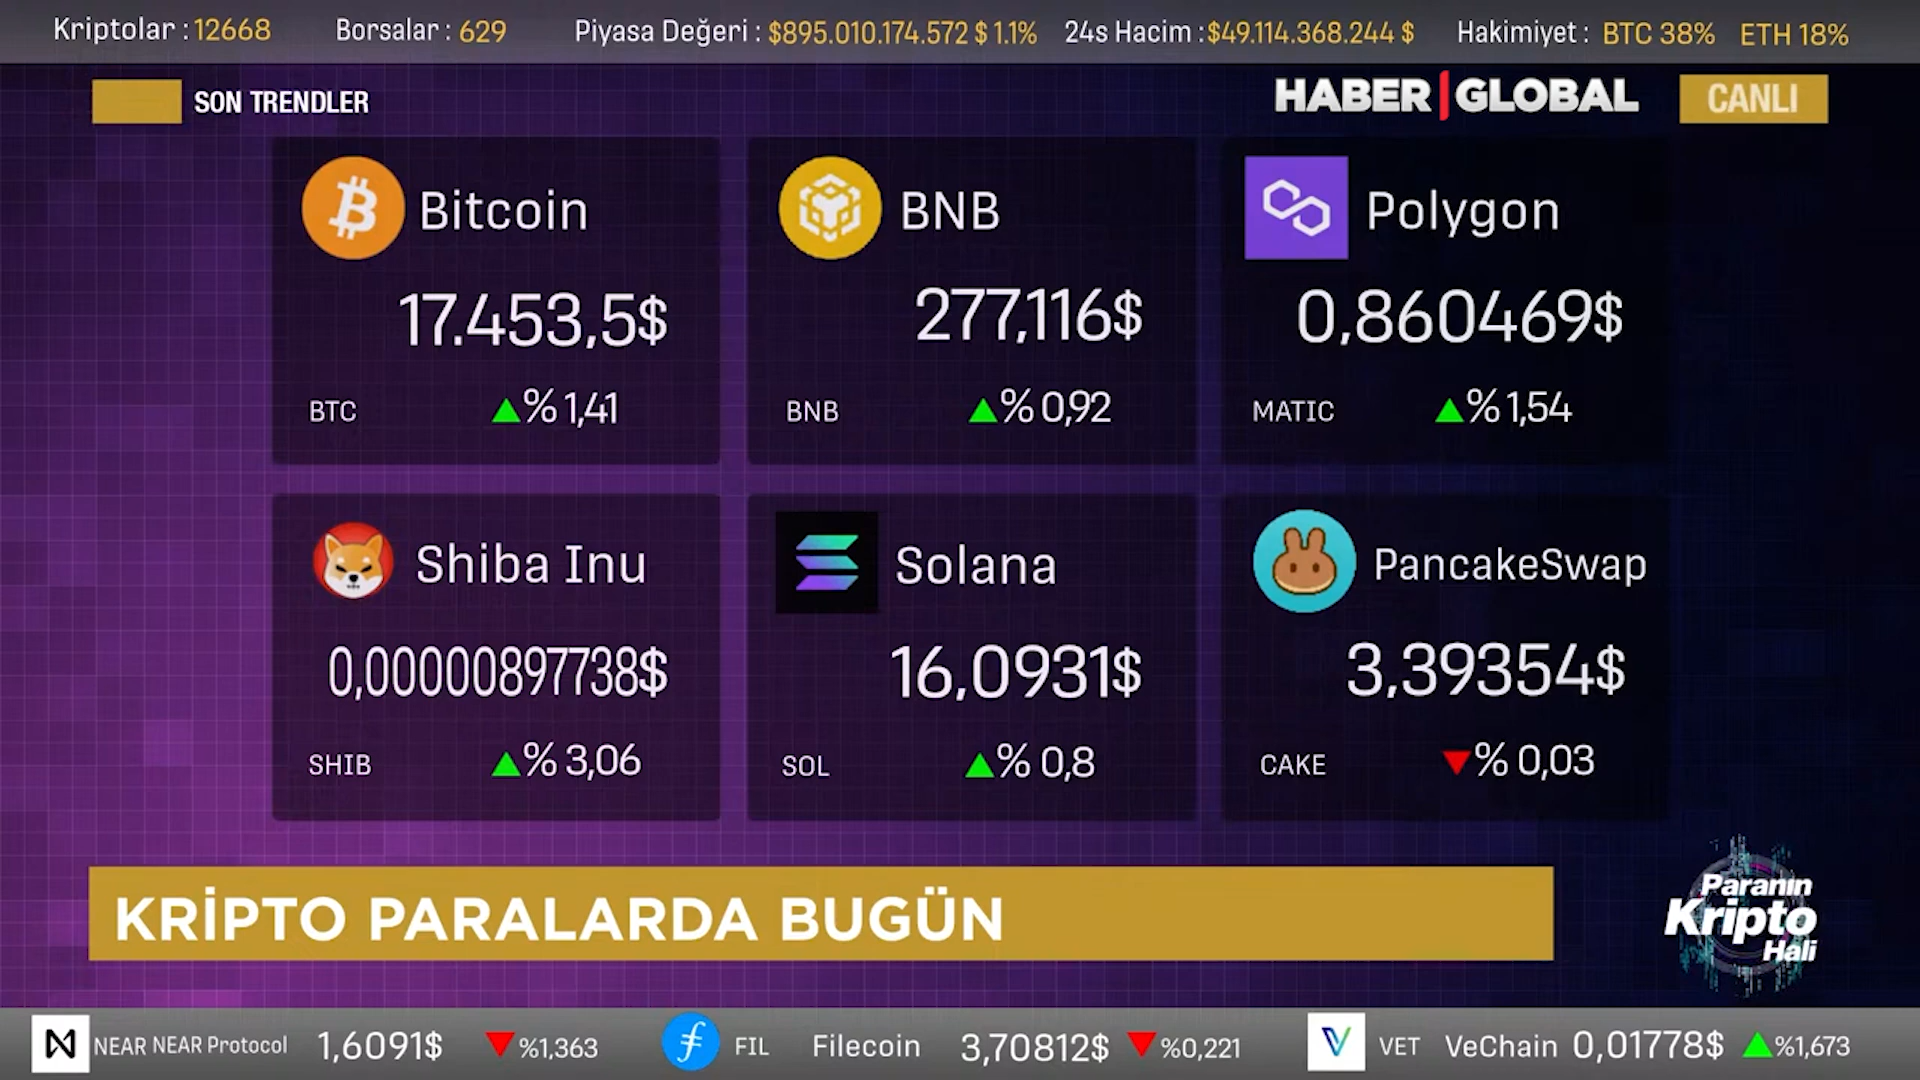 Kriptolar : 12668 Borsalar : 629 Piyasa Değeri : $895.010.174.572 $ 1.1% 24s Hacim : $49.114.368.244 $ Hakimiyet : BTC 38% ETH 18%
SON TRENDLER
HABER GLOBAL
CANLI
Bitcoin
17.453,5$
BTC % 1,41
BNB
277,116$
BNB % 0,92
Polygon
0,860469$
MATIC % 1,54
Shiba Inu
0,00000897738$
SHIB % 3,06
Solana
16,0931$
SOL % 0,8
PancakeSwap
3,39354$
CAKE % 0,03
KRİPTO PARALARDA BUGÜN
Paranın
Kripto
Hali
NEAR NEAR Protocol 1,6091$ %1,363 FIL Filecoin 3,70812$ %0,221 VET VeChain 0,01778$ %1,673